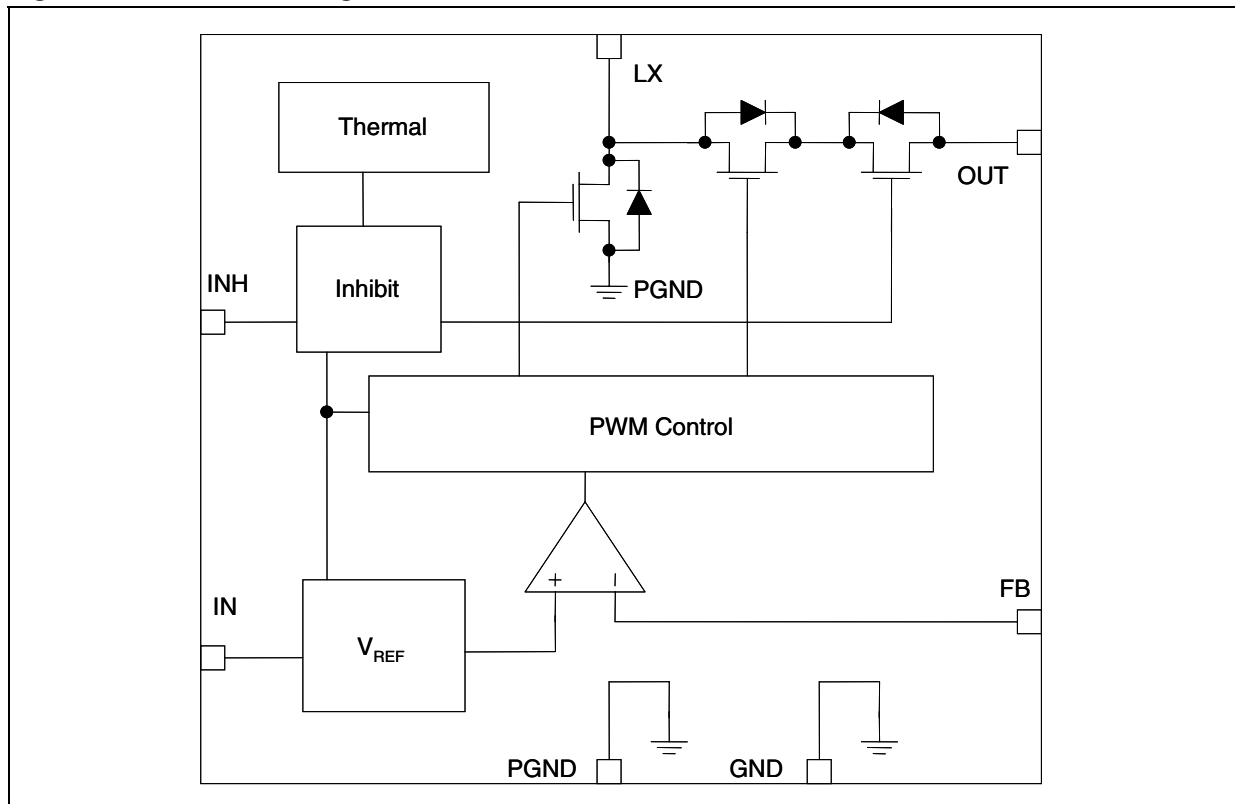 LX
Thermal
OUT
INH
Inhibit
PGND
PWM Control
+ –
IN
FB
VREF
PGND
GND